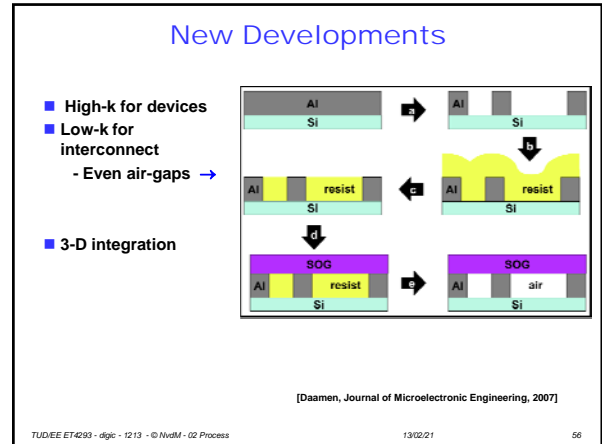 New Developments
■ High-k for devices
■ Low-k for
interconnect
- Even air-gaps →
■ 3-D integration
Al
Si
a
Al
Si
b
Al resist
Si
c
Al resist
Si
d
SOG
Al resist
Si
e
SOG
Al air
Si
[Daamen, Journal of Microelectronic Engineering, 2007]
TUD/EE ET4293 - digic - 1213 - © NvdM - 02 Process 13/02/21 56